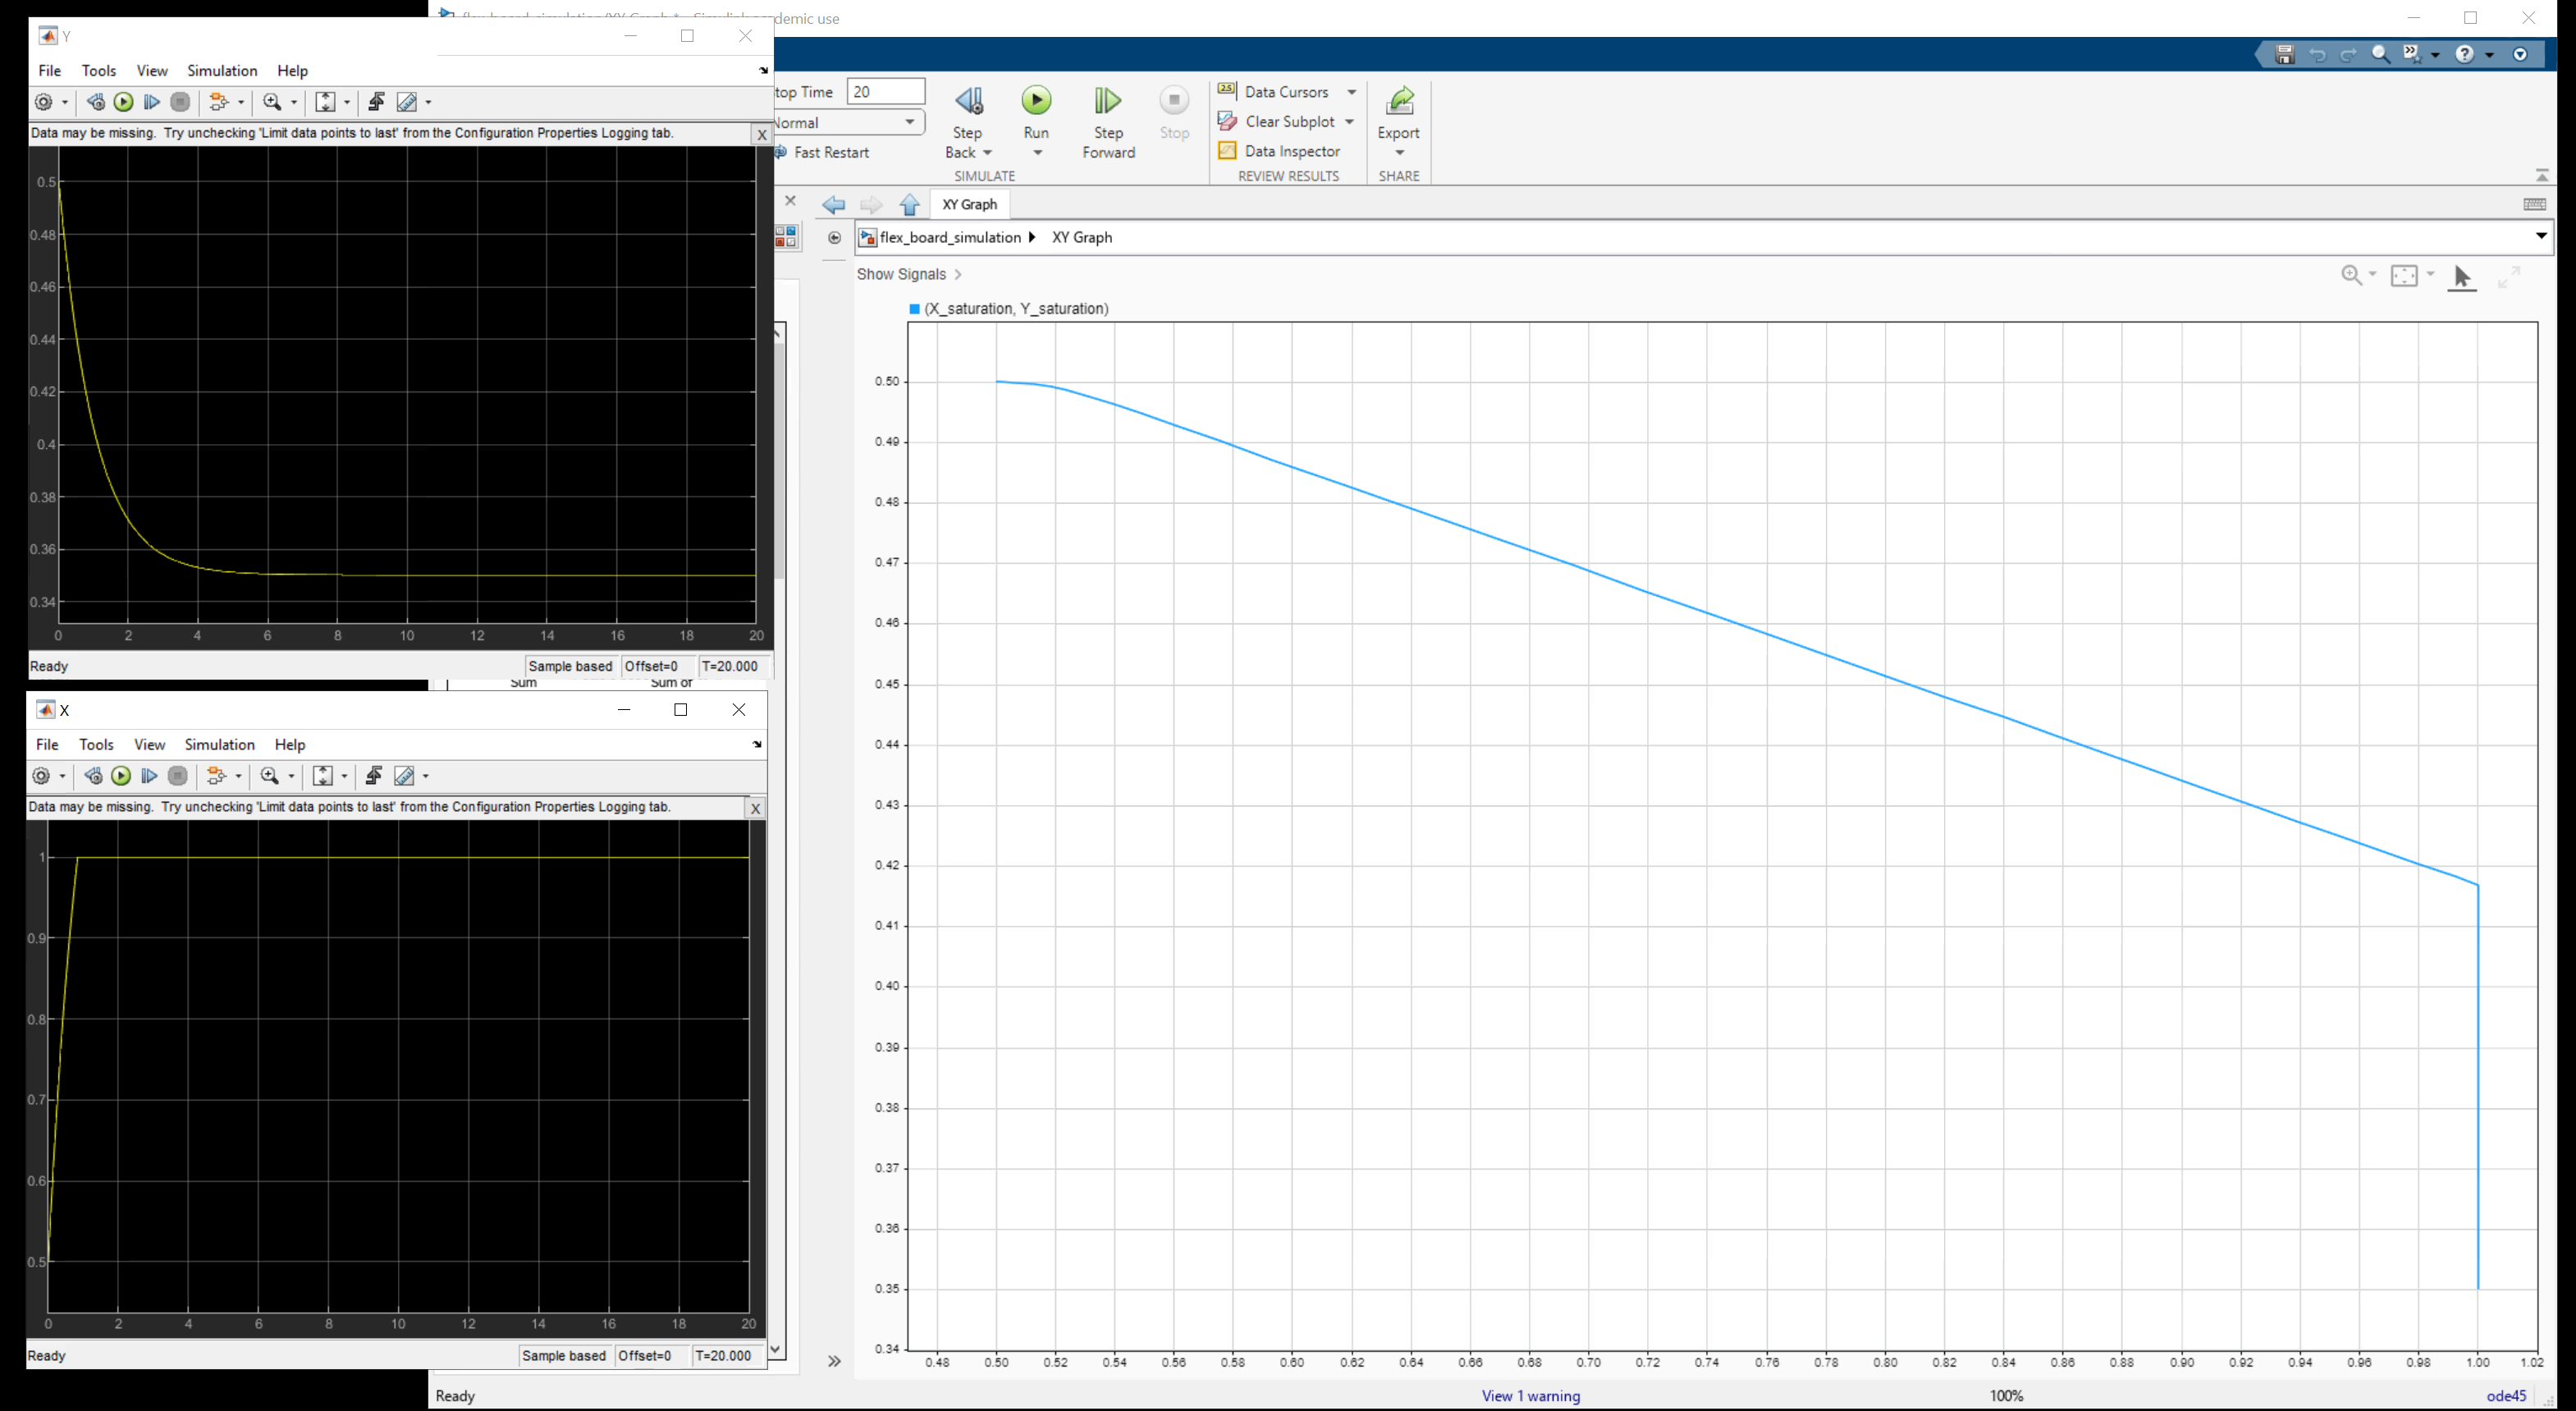 Y
File Tools View Simulation Help
Data may be missing. Try unchecking 'Limit data points to last' from the Configuration Properties Logging tab. X
0.5
0.48
0.46
0.44
0.42
0.4
0.38
0.36
0.34
0 2 4 6 8 10 12 14 16 18 20
Ready Sample based Offset=0 T=20.000
Sum Sum of
X
File Tools View Simulation Help
Data may be missing. Try unchecking 'Limit data points to last' from the Configuration Properties Logging tab. X
1
0.9
0.8
0.7
0.6
0.5
0 2 4 6 8 10 12 14 16 18 20
Ready Sample based Offset=0 T=20.000
demic use
top Time 20
Normal
Fast Restart
Step Back
Run
Step Forward
Stop
SIMULATE
25
Data Cursors
Clear Subplot
Data Inspector
REVIEW RESULTS
Export
SHARE
XY Graph
flex_board_simulation XY Graph
Show Signals
(X_saturation, Y_saturation)
0.50
0.49
0.48
0.47
0.46
0.45
0.44
0.43
0.42
0.41
0.40
0.39
0.38
0.37
0.36
0.35
0.34
0.48 0.50 0.52 0.54 0.56 0.58 0.60 0.62 0.64 0.66 0.68 0.70 0.72 0.74 0.76 0.78 0.80 0.82 0.84 0.86 0.88 0.90 0.92 0.94 0.96 0.98 1.00 1.02
Ready View 1 warning 100% ode45